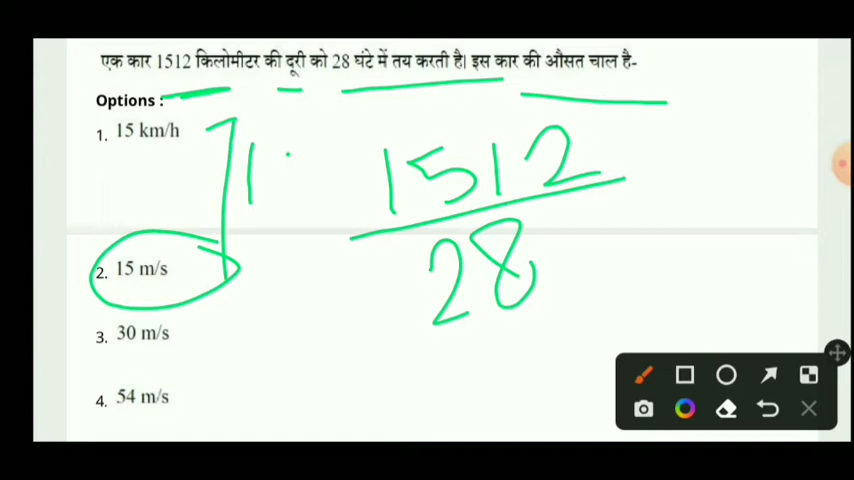 एक कार 1512 किलोमीटर की दूरी को 28 घंटे में तय करती है। इस कार की औसत चाल है-
Options :
1. 15 km/h
1512
28
2. 15 m/s
3. 30 m/s
4. 54 m/s